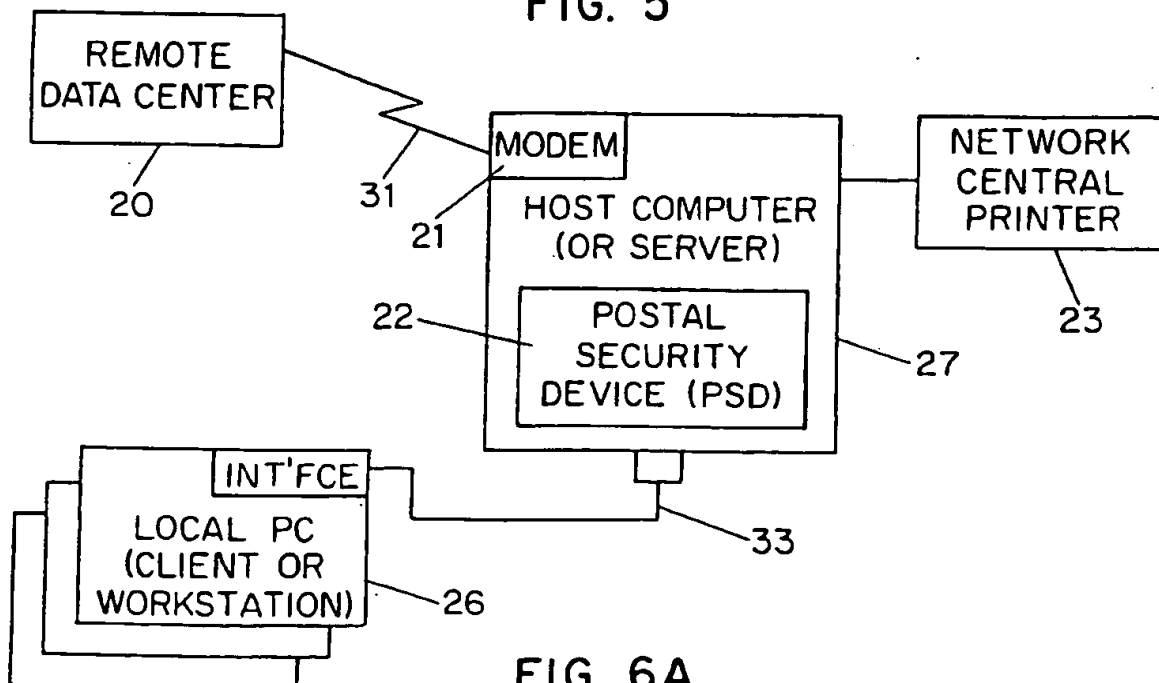 FIG. 5
REMOTE
DATA CENTER
20
31
MODEM
21
HOST COMPUTER
(OR SERVER)
22
POSTAL
SECURITY
DEVICE (PSD)
27
NETWORK
CENTRAL
PRINTER
23
INT'FCE
LOCAL PC
(CLIENT OR
WORKSTATION)
26
33
FIG. 6A